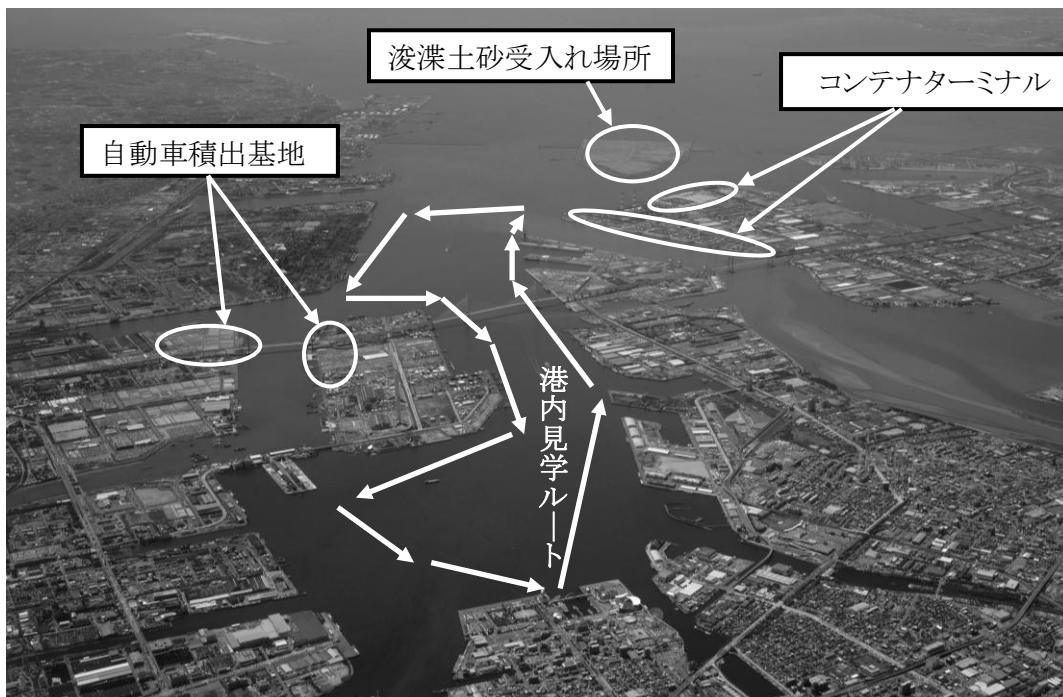 浚渫土砂受入れ場所
コンテナターミナル
自動車積出基地
港内見学ルート